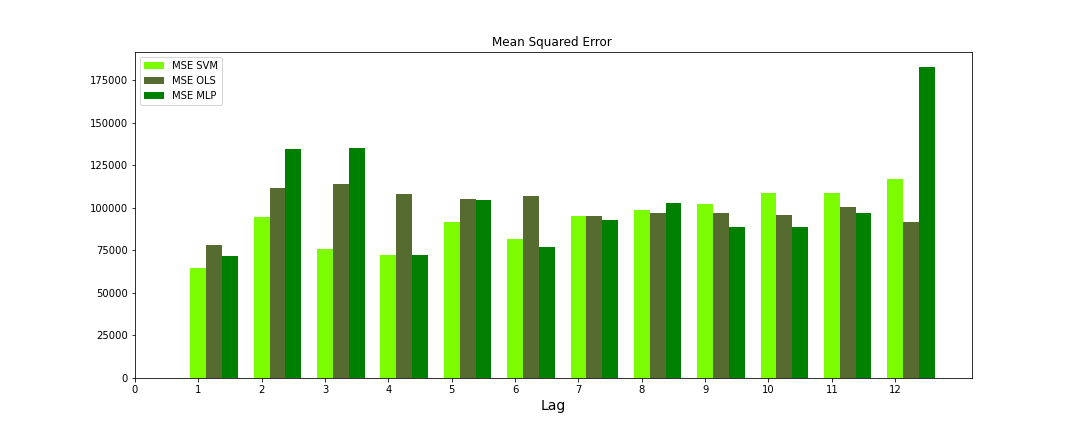 Mean Squared Error
MSE SVM
MSE OLS
MSE MLP
175000
150000
125000
100000
75000
50000
25000
0
0 1 2 3 4 5 6 7 8 9 10 11 12
Lag